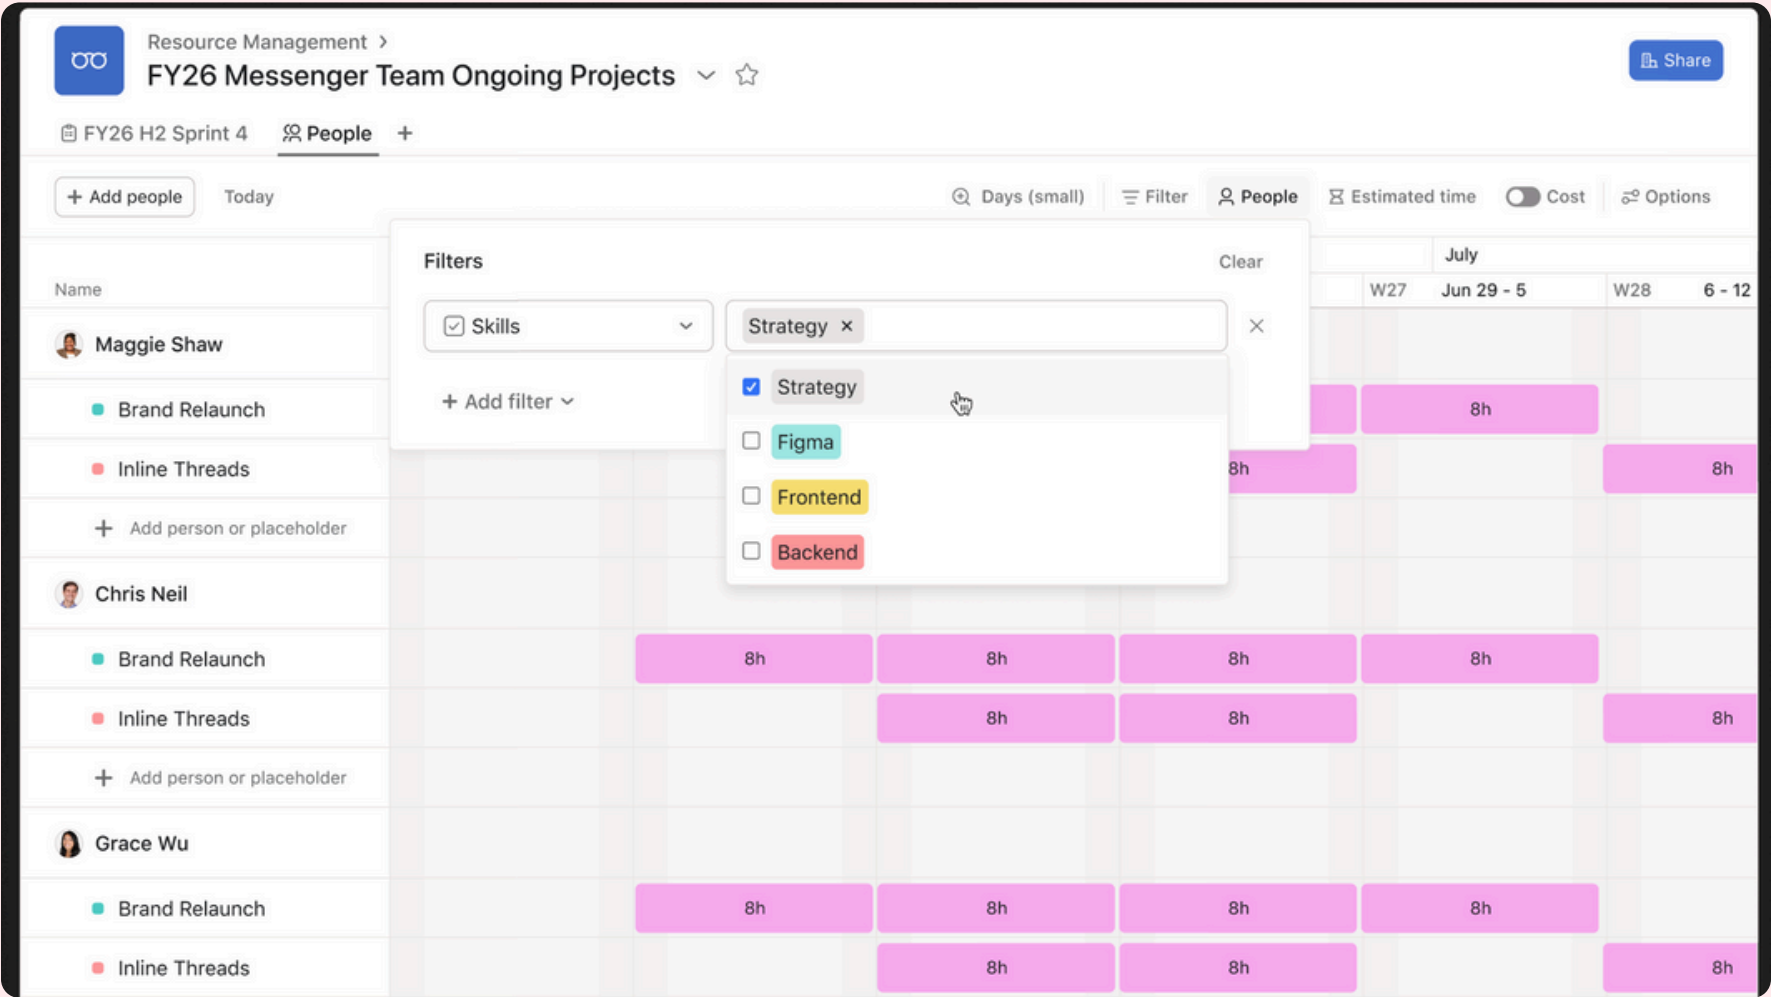 Resource Management
FY26 Messenger Team Ongoing Projects
Share
FY26 H2 Sprint 4 People +
+ Add people Today Days (small) Filter People Estimated time Cost Options
Filters Clear
July
Name
W27 Jun 29 - 5 W28 6 - 12
Skills Strategy
Maggie Shaw
Strategy
+ Add filter
Brand Relaunch 8h
Figma
Inline Threads 8h 8h
Frontend
+ Add person or placeholder
Backend
Chris Neil
Brand Relaunch 8h 8h 8h 8h
Inline Threads 8h 8h 8h
+ Add person or placeholder
Grace Wu
Brand Relaunch 8h 8h 8h 8h
Inline Threads 8h 8h 8h